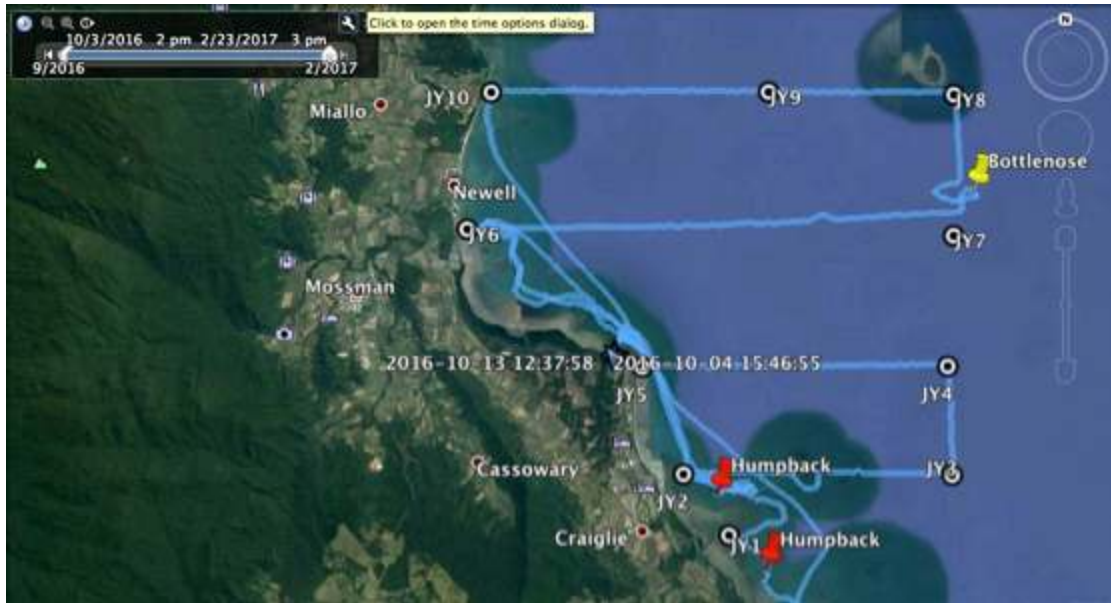 Click to open the time options dialog.
10/3/2016 2 pm 2/23/2017 3 pm
9/2016 2/2017
N
JY10
JY9
JY8
Miallo
Bottlenose
Newell
JY6
JY7
Mossman
2016-10-13 12:37:58 2016-10-04 15:46:55
JY5
JY4
Cassowary
Humpback
JY3
JY2
Craiglie
JY1
Humpback